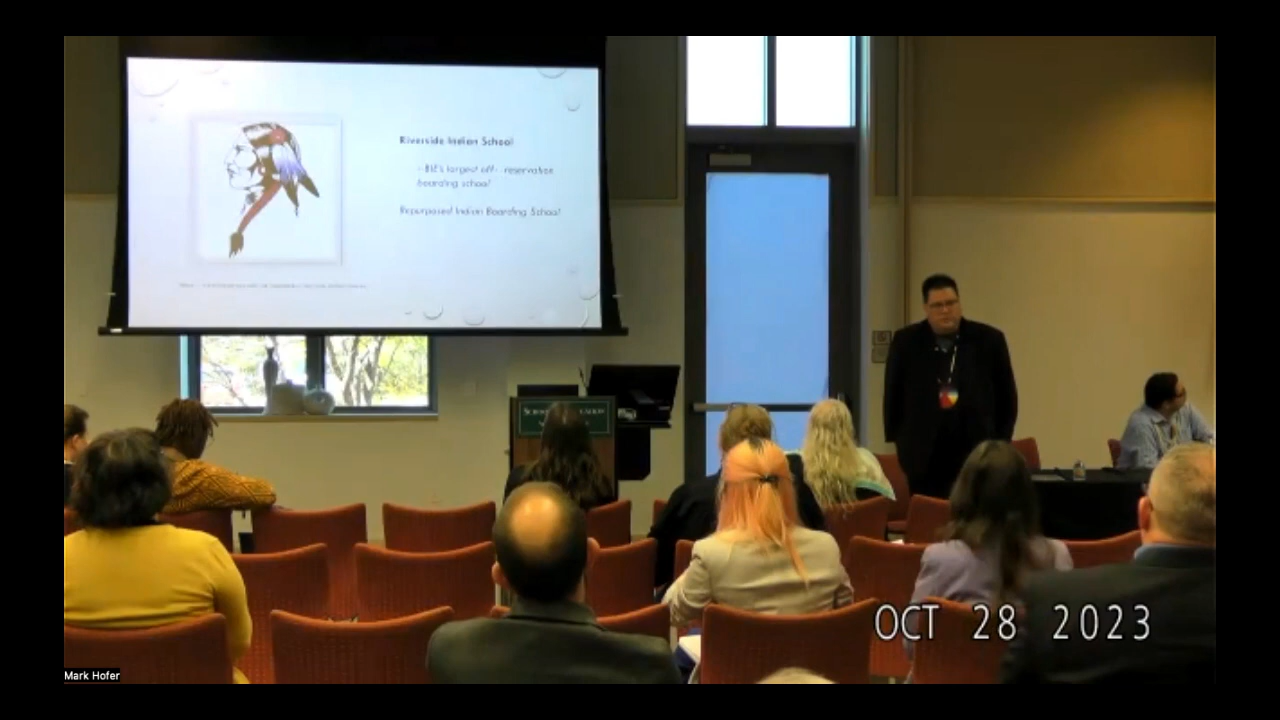 Riverside Indian School
- BIE's largest off- reservation
boarding school
Repurposed Indian Boarding School
OCT 28 2023
Mark Hofer